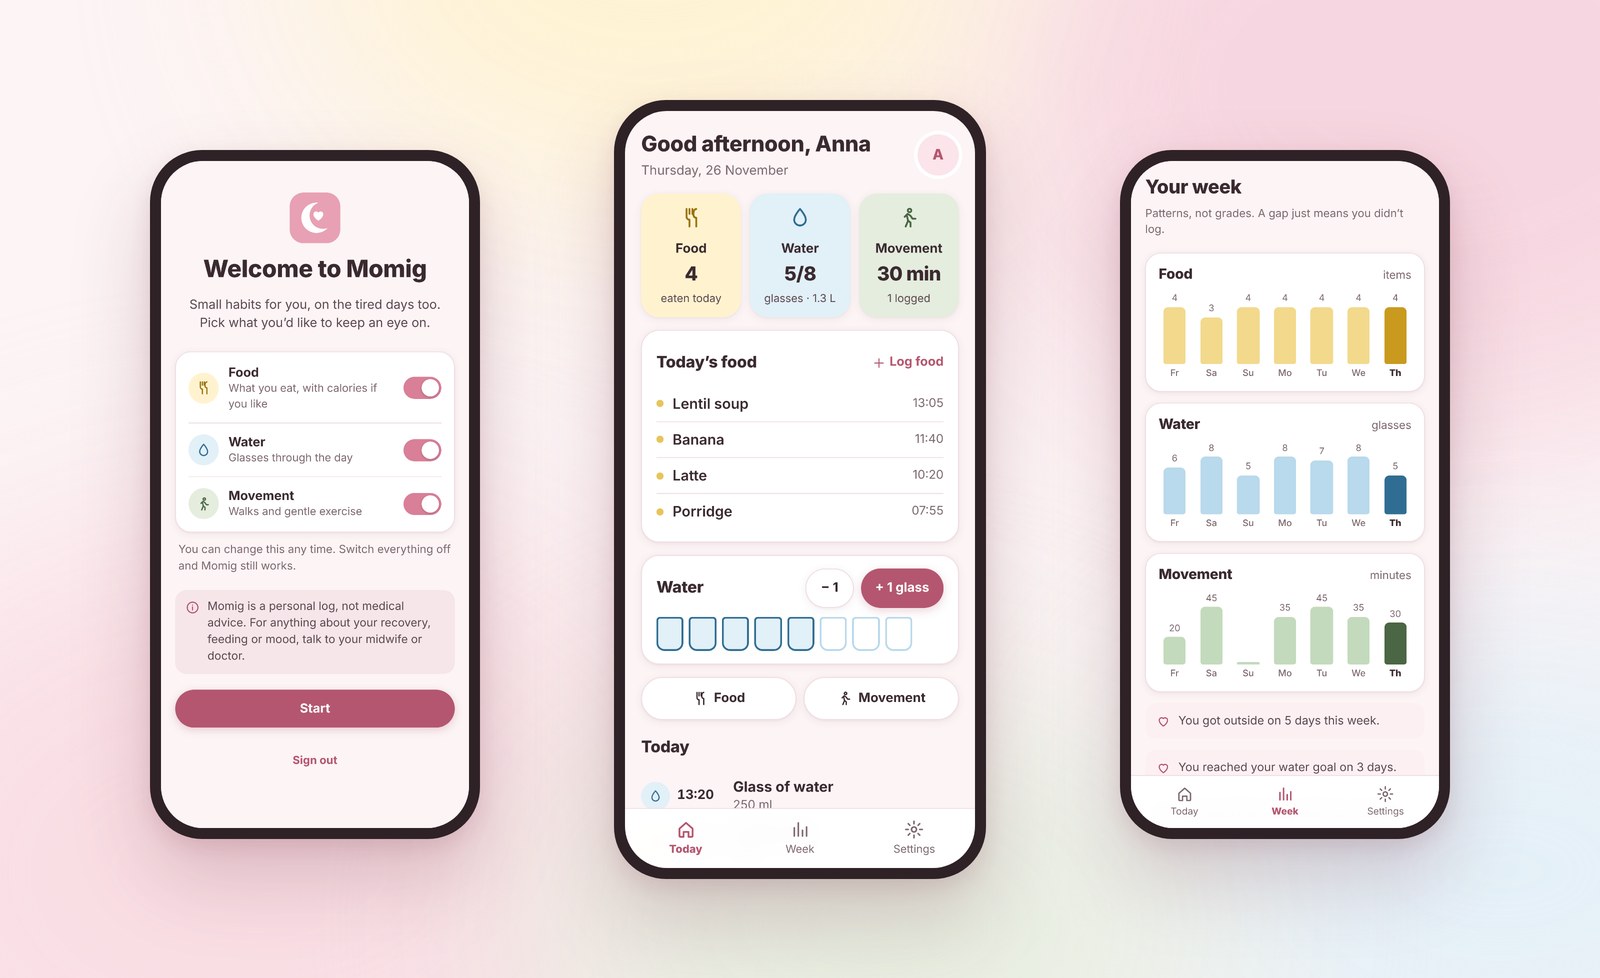 Welcome to Momig
Small habits for you, on the tired days too.
Pick what you’d like to keep an eye on.
Food
What you eat, with calories if
you like
Water
Glasses through the day
Movement
Walks and gentle exercise
You can change this any time. Switch everything off
and Momig still works.
Momig is a personal log, not medical
advice. For anything about your recovery,
feeding or mood, talk to your midwife or
doctor.
Start
Sign out
Good afternoon, Anna
Thursday, 26 November
A
Food
4
eaten today
Water
5/8
glasses · 1.3 L
Movement
30 min
1 logged
Today’s food
+ Log food
Lentil soup 13:05
Banana 11:40
Latte 10:20
Porridge 07:55
Water
− 1
+ 1 glass
Food
Movement
Today
13:20 Glass of water
250 ml
Today
Week
Settings
Your week
Patterns, not grades. A gap just means you didn’t
log.
Food items
4 3 4 4 4 4 4
Fr Sa Su Mo Tu We Th
Water glasses
6 8 5 8 7 8 5
Fr Sa Su Mo Tu We Th
Movement minutes
20 45 35 45 35 30
Fr Sa Su Mo Tu We Th
You got outside on 5 days this week.
You reached your water goal on 3 days.
Today
Week
Settings